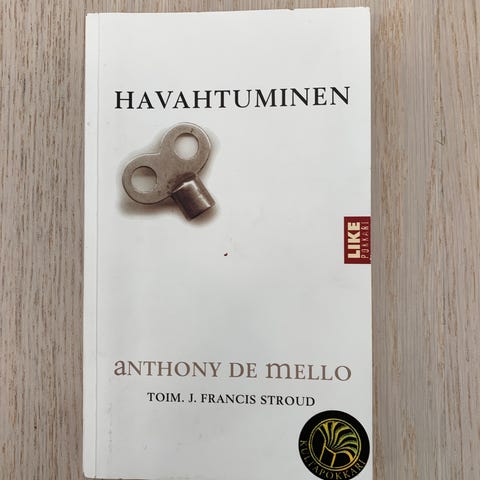 HAVAHTUMINEN
LIKE
POKKARI
ANTHONY DE MELLO
TOIM. J. FRANCIS STROUD
KULTAPOKKARI